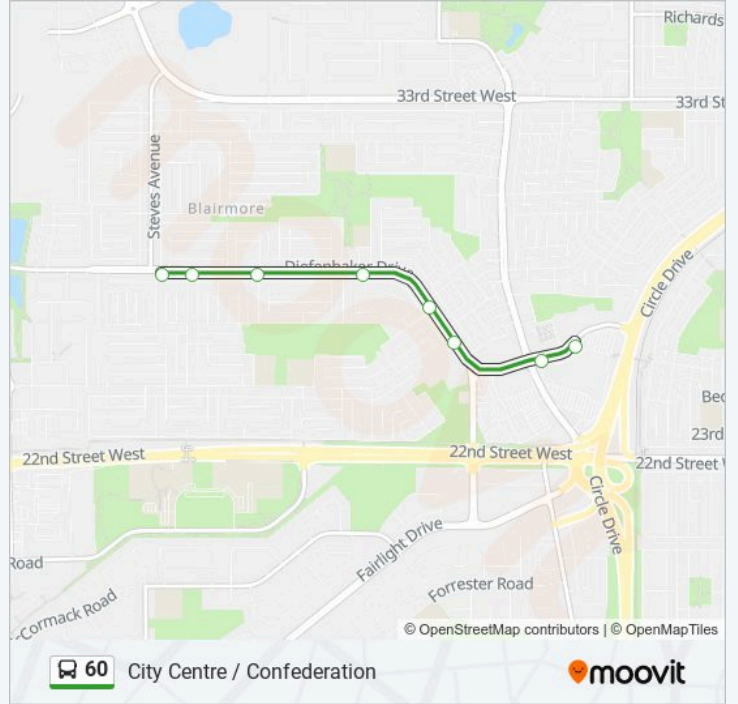 Richards
33rd Street West
33rd St
Steves Avenue
Blairmore
Diefenbaker Drive
Circle Drive
Bec
23rd
22nd Street West
22nd Street West
22nd Street W
Circle Drive
Fairlight Drive
Road
Forrester Road
cCormack Road
© OpenStreetMap contributors | © OpenMapTiles
60 City Centre / Confederation
moovit